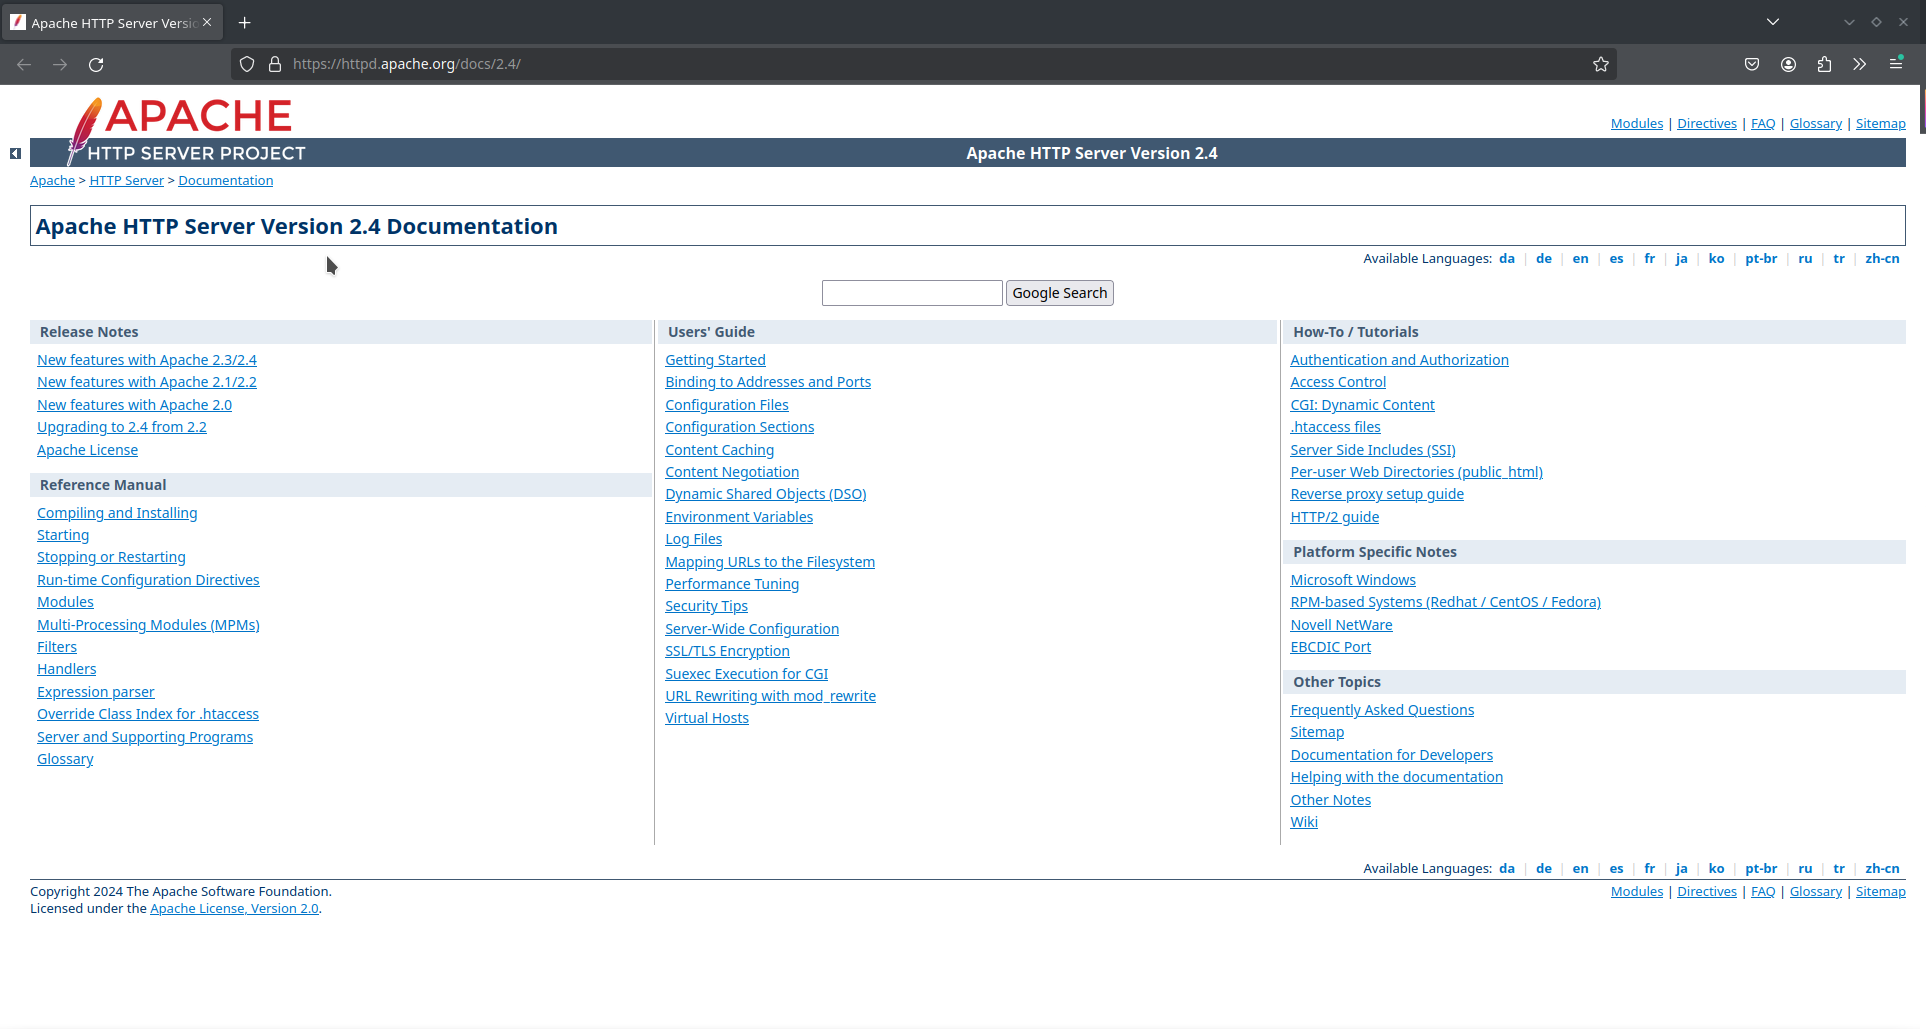 Apache HTTP Server Versio
https://httpd.apache.org/docs/2.4/
APACHE
HTTP SERVER PROJECT
Modules | Directives | FAQ | Glossary | Sitemap
Apache HTTP Server Version 2.4
Apache > HTTP Server > Documentation
Apache HTTP Server Version 2.4 Documentation
Available Languages: da | de | en | es | fr | ja | ko | pt-br | ru | tr | zh-cn
Google Search
Release Notes
New features with Apache 2.3/2.4
New features with Apache 2.1/2.2
New features with Apache 2.0
Upgrading to 2.4 from 2.2
Apache License
Reference Manual
Compiling and Installing
Starting
Stopping or Restarting
Run-time Configuration Directives
Modules
Multi-Processing Modules (MPMs)
Filters
Handlers
Expression parser
Override Class Index for .htaccess
Server and Supporting Programs
Glossary
Users' Guide
Getting Started
Binding to Addresses and Ports
Configuration Files
Configuration Sections
Content Caching
Content Negotiation
Dynamic Shared Objects (DSO)
Environment Variables
Log Files
Mapping URLs to the Filesystem
Performance Tuning
Security Tips
Server-Wide Configuration
SSL/TLS Encryption
Suexec Execution for CGI
URL Rewriting with mod_rewrite
Virtual Hosts
How-To / Tutorials
Authentication and Authorization
Access Control
CGI: Dynamic Content
.htaccess files
Server Side Includes (SSI)
Per-user Web Directories (public_html)
Reverse proxy setup guide
HTTP/2 guide
Platform Specific Notes
Microsoft Windows
RPM-based Systems (Redhat / CentOS / Fedora)
Novell NetWare
EBCDIC Port
Other Topics
Frequently Asked Questions
Sitemap
Documentation for Developers
Helping with the documentation
Other Notes
Wiki
Available Languages: da | de | en | es | fr | ja | ko | pt-br | ru | tr | zh-cn
Copyright 2024 The Apache Software Foundation.
Licensed under the Apache License, Version 2.0.
Modules | Directives | FAQ | Glossary | Sitemap